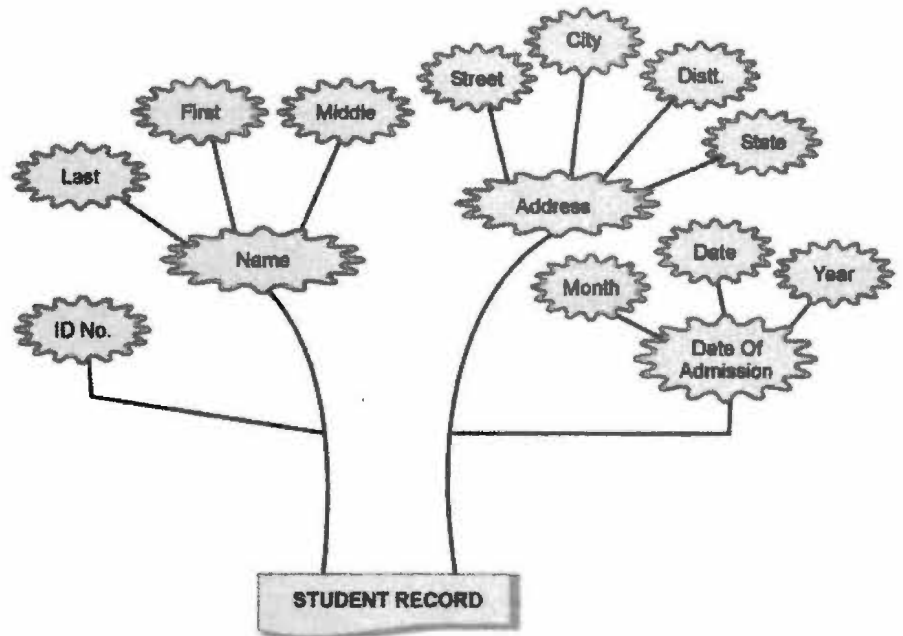 City
Street
Distt.
First
Middle
State
Last
Address
Name
Date
Month
Year
ID No.
Date Of
Admission
STUDENT RECORD